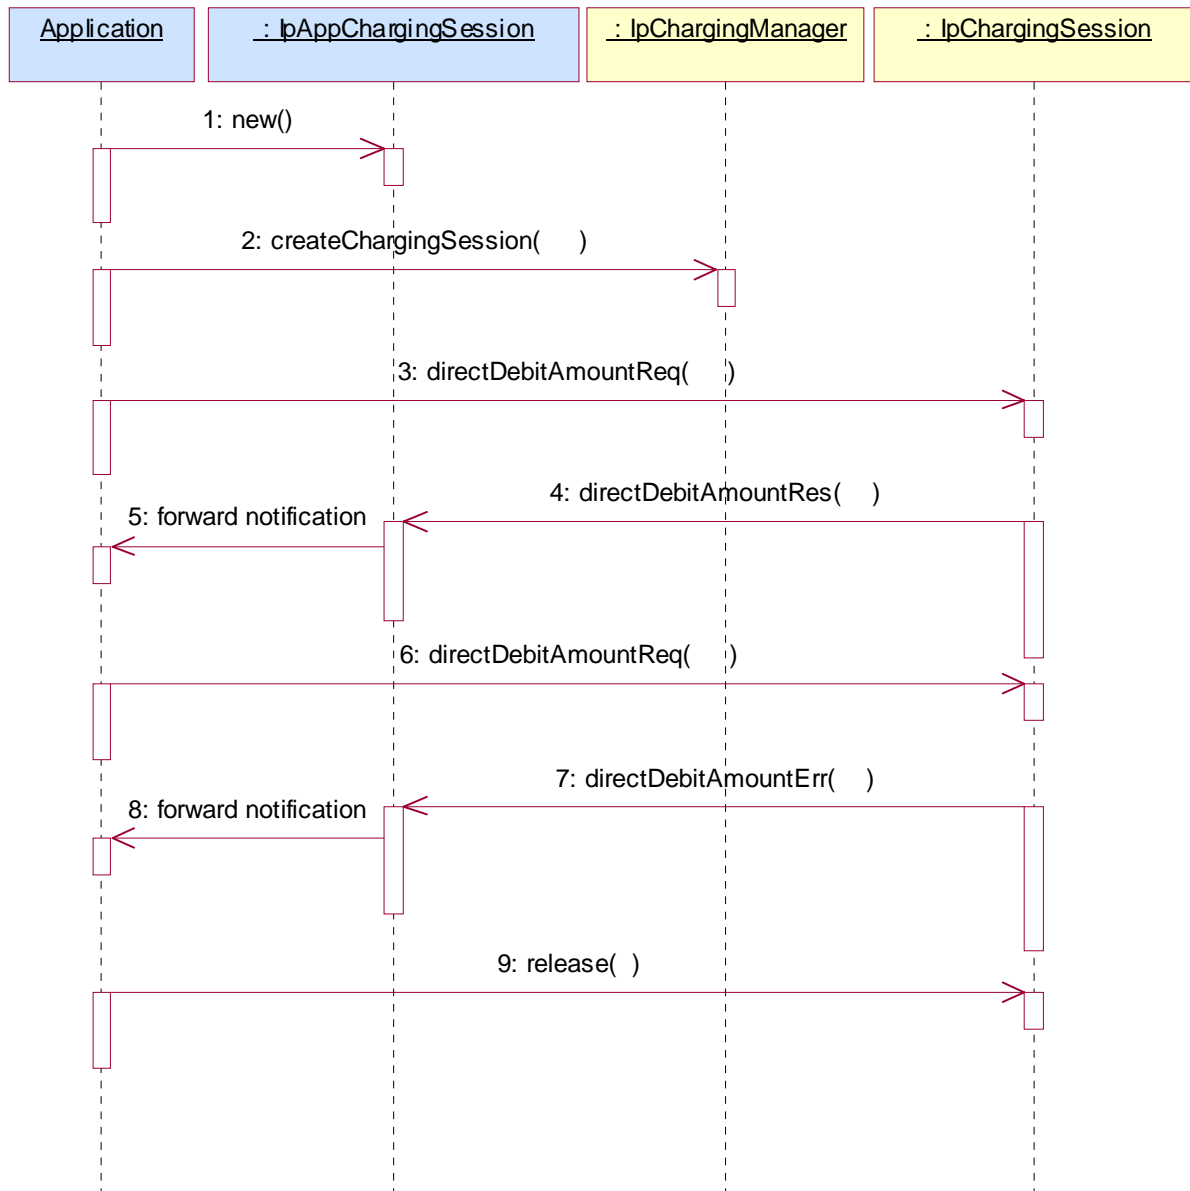 Application
: IpAppChargingSession
: IpChargingManager
: IpChargingSession
1: new()
2: createChargingSession( )
3: directDebitAmountReq( )
4: directDebitAmountRes( )
5: forward notification
6: directDebitAmountReq( )
7: directDebitAmountErr( )
8: forward notification
9: release( )